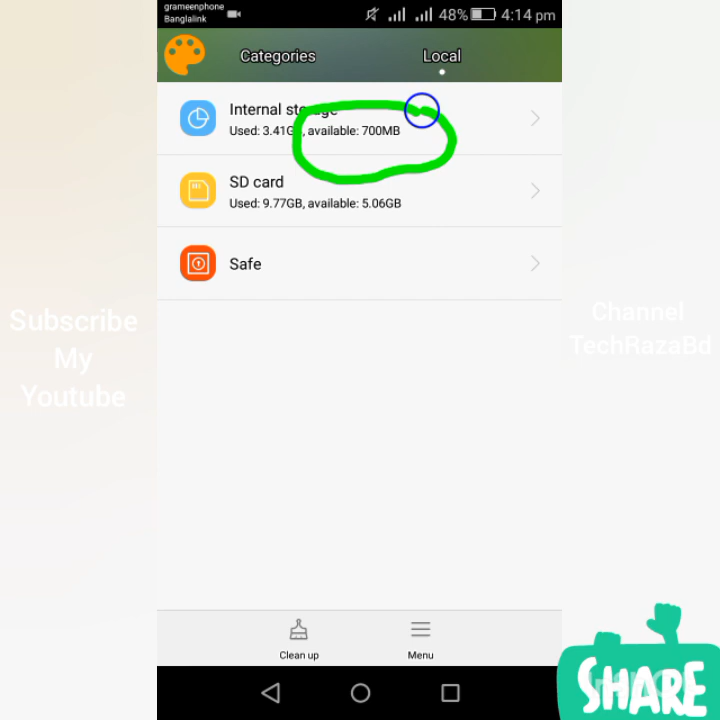 grameenphone
Banglalink
48%
4:14 pm
Categories
Local
Internal storage
Used: 3.41GB, available: 700MB
SD card
Used: 9.77GB, available: 5.06GB
Safe
Subscribe
My
Youtube
Channel
TechRazaBd
Clean up
Menu
SHARE